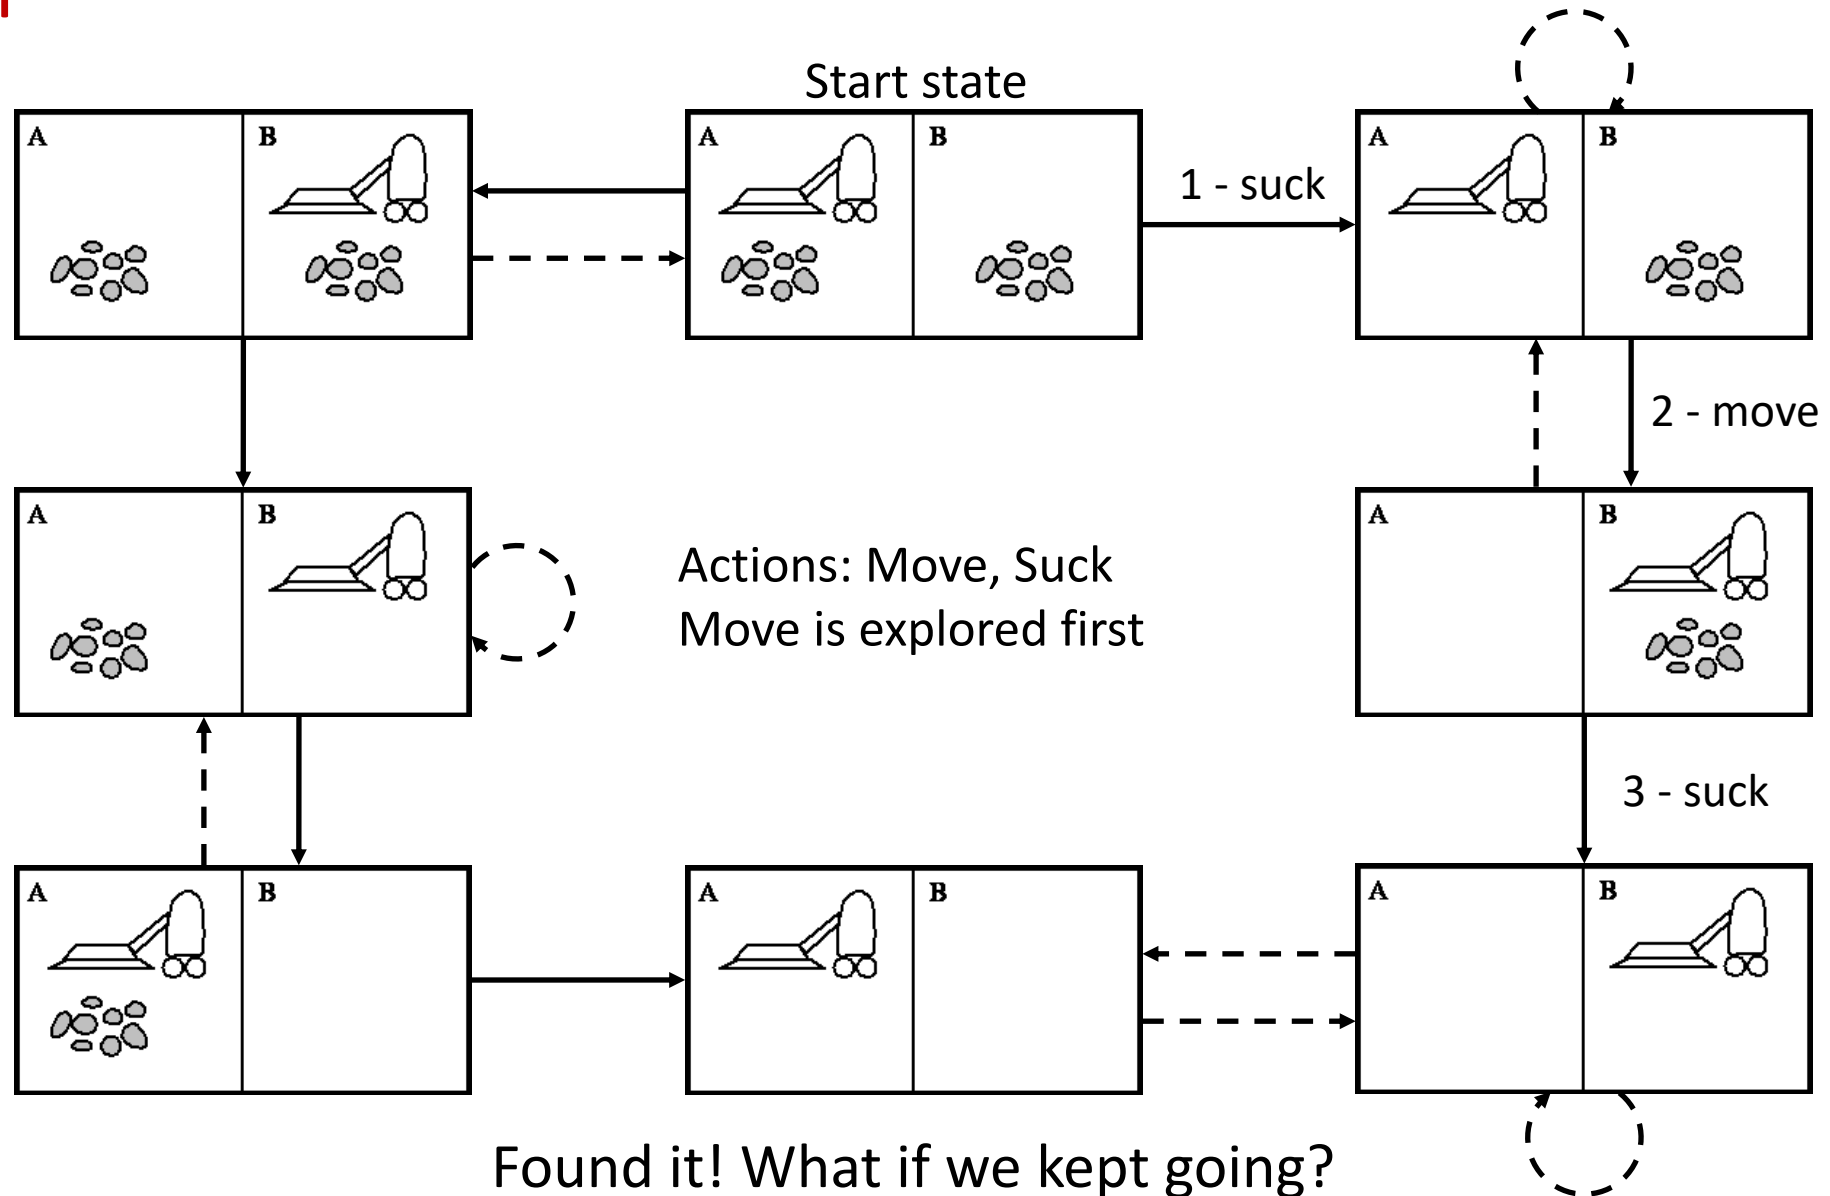 Start state
A B
A B
A B
1 - suck
2 - move
A B
Actions: Move, Suck
Move is explored first
A B
3 - suck
A B
A B
A B
Found it! What if we kept going?